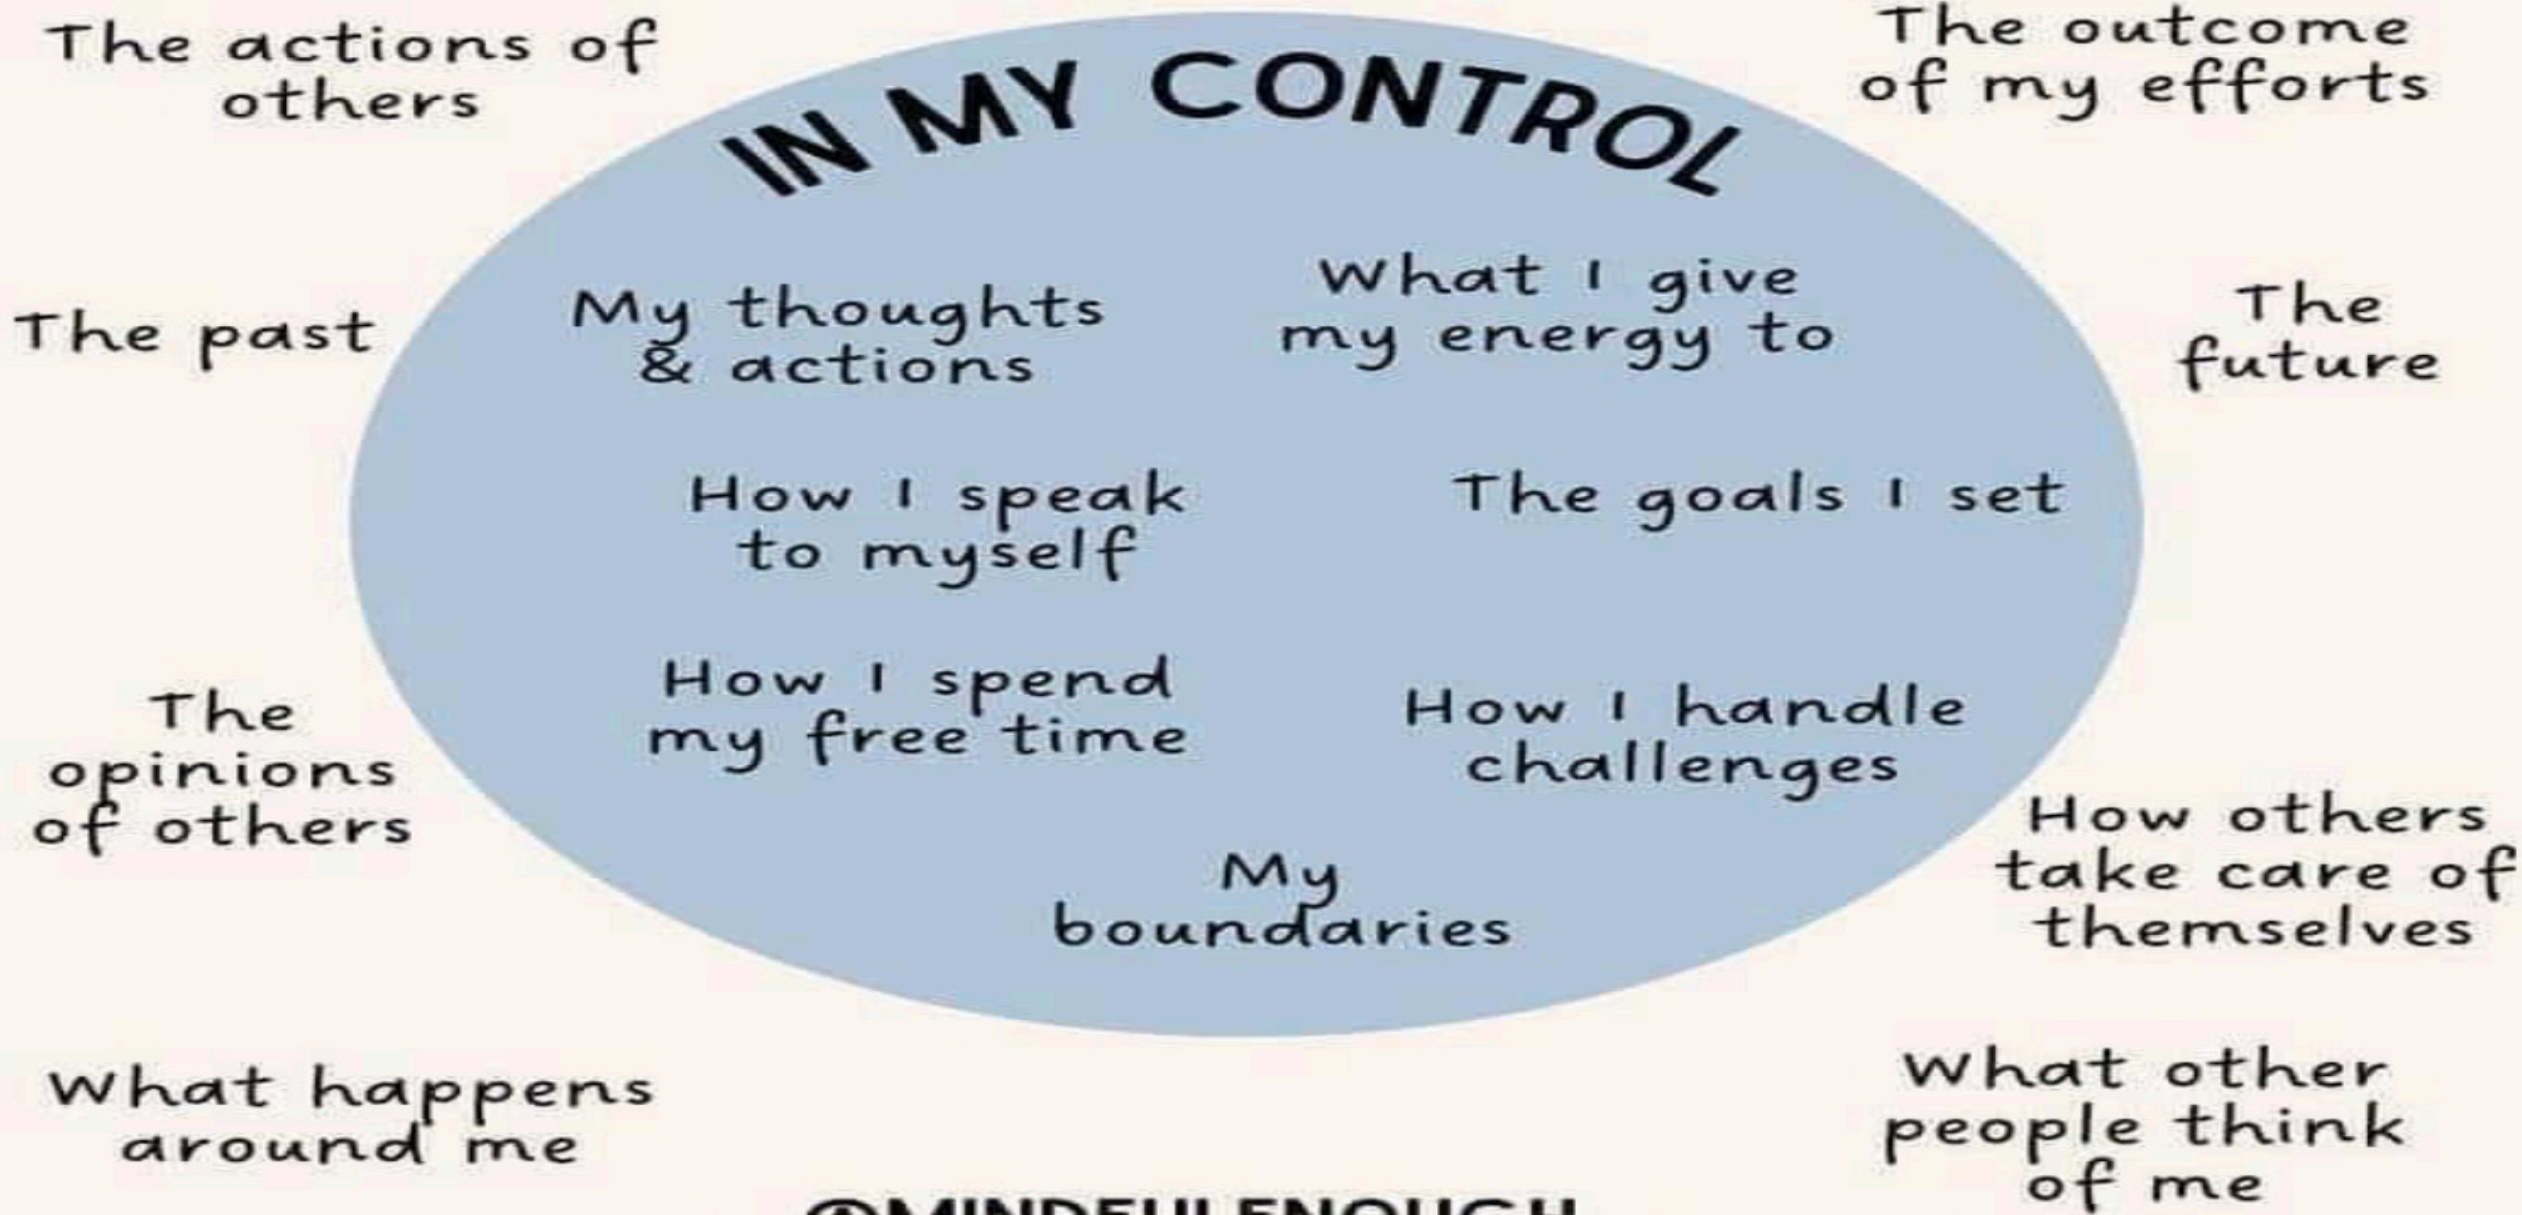 The actions of
others
The outcome
of my efforts
IN MY CONTROL
The past
My thoughts
& actions
What I give
my energy to
The
future
How I speak
to myself
The goals I set
The
opinions
of others
How I spend
my free time
How I handle
challenges
How others
take care of
themselves
My
boundaries
What happens
around me
What other
people think
of me
@MINDFULENOUGH